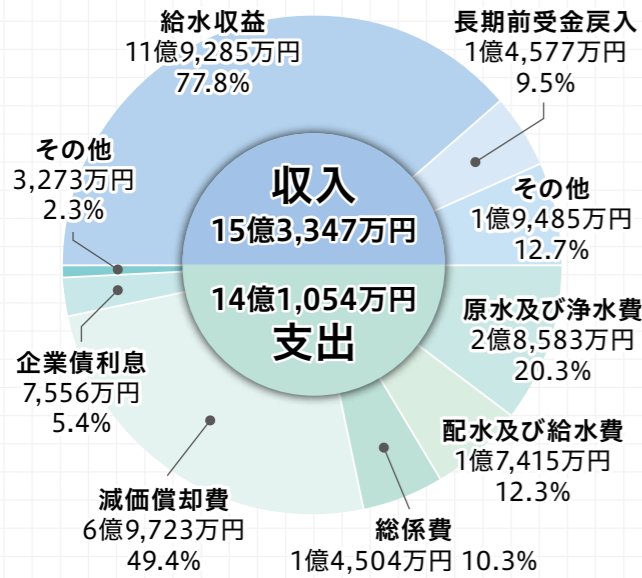 給水収益
11億9,285万円
77.8%
長期前受金戻入
1億4,577万円
9.5%
その他
1億9,485万円
12.7%
その他
3,273万円
2.3%
収入
15億3,347万円
14億1,054万円
支出
原水及び浄水費
2億8,583万円
20.3%
配水及び給水費
1億7,415万円
12.3%
総係費
1億4,504万円 10.3%
減価償却費
6億9,723万円
49.4%
企業債利息
7,556万円
5.4%